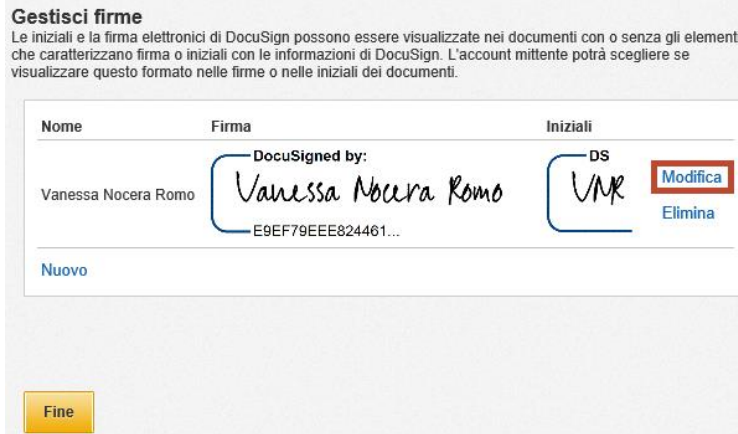 Gestisci firme
Le iniziali e la firma elettronici di DocuSign possono essere visualizzate nei documenti con o senza gli element
che caratterizzano firma o iniziali con le informazioni di DocuSign. L'account mittente potrà scegliere se
visualizzare questo formato nelle firme o nelle iniziali dei documenti.
Nome Firma Iniziali
DocuSigned by: DS
Vanessa Nocera Romo Vanessa Nocera Romo VNR Modifica
Elimina
E9EF79EEE824461...
Nuovo
Fine